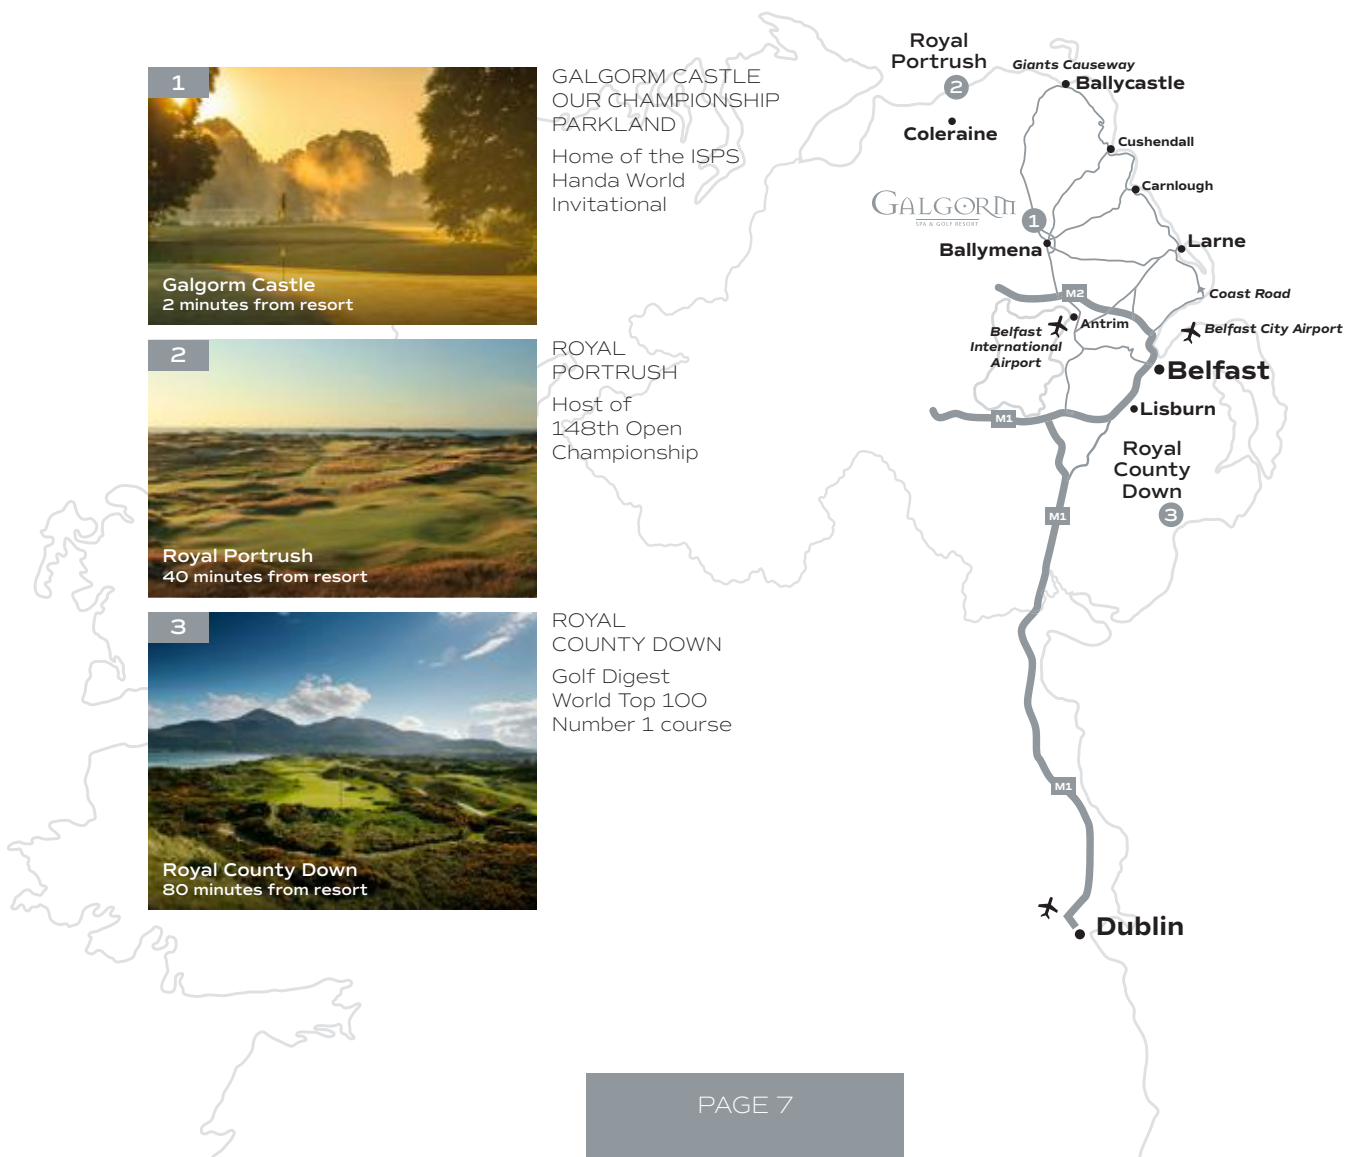 1
Galgorm Castle
2 minutes from resort
GALGORM CASTLE
OUR CHAMPIONSHIP
PARKLAND
Home of the ISPS
Handa World
Invitational
2
Royal Portrush
40 minutes from resort
ROYAL
PORTRUSH
Host of
148th Open
Championship
3
Royal County Down
80 minutes from resort
ROYAL
COUNTY DOWN
Golf Digest
World Top 100
Number 1 course
Royal
Portrush
2
Giants Causeway
Ballycastle
Coleraine
Cushendall
Carnlough
GALGORM
SPA & GOLF RESORT
1
Ballymena
Larne
M2
Coast Road
Antrim
Belfast
International
Airport
Belfast City Airport
Belfast
M1
Lisburn
Royal
County
Down
3
M1
M1
Dublin
PAGE 7